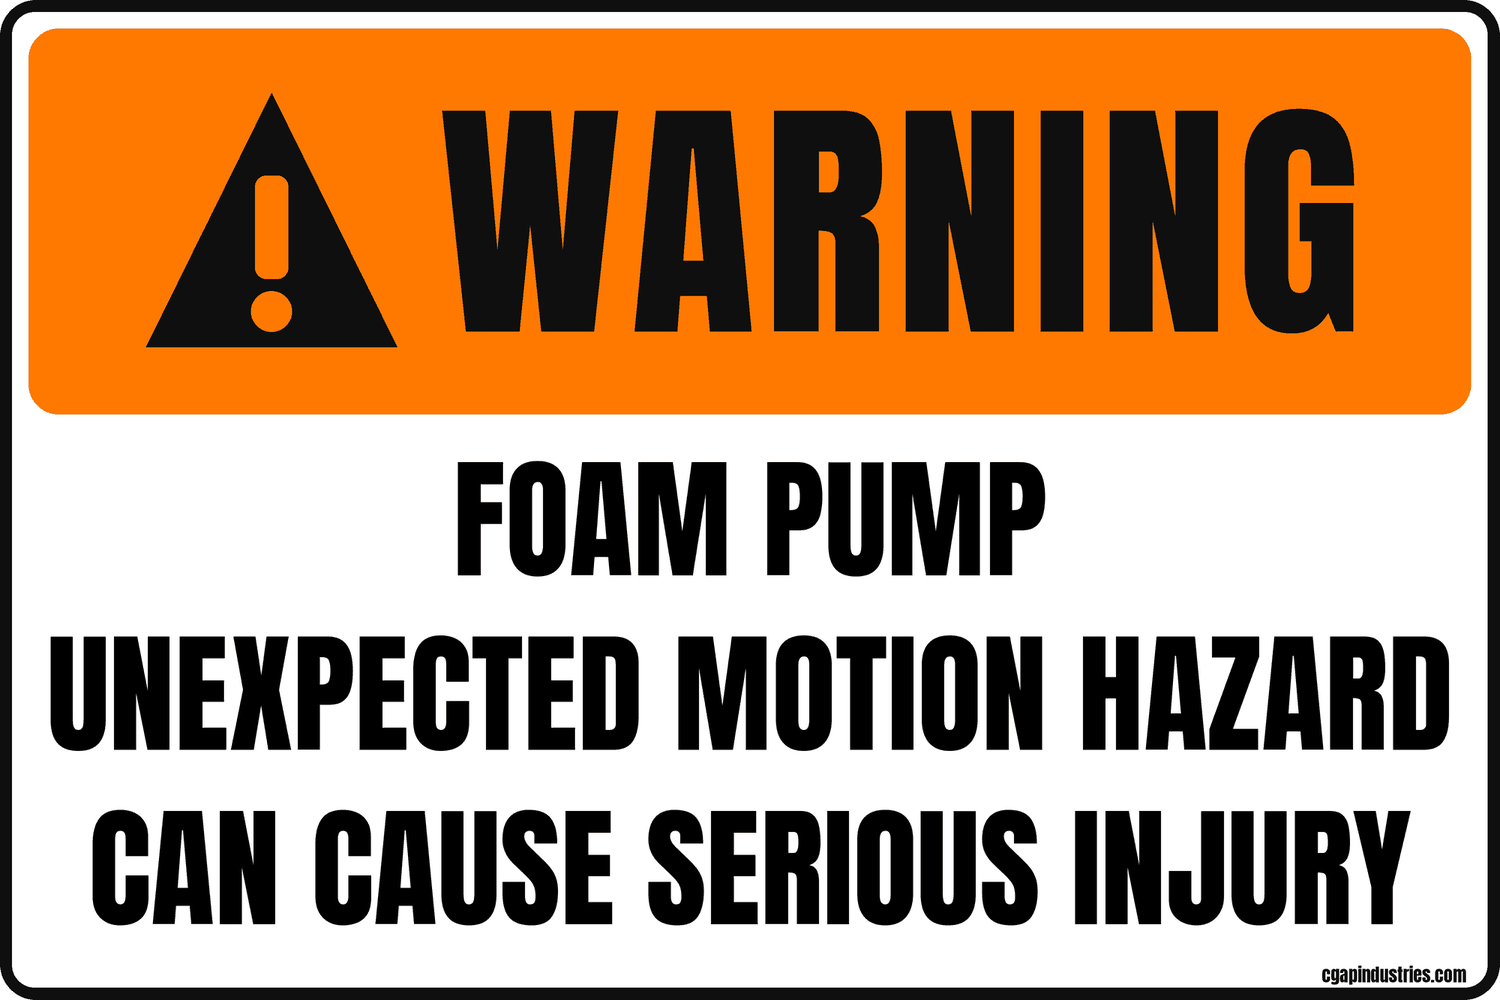 WARNING
FOAM PUMP
UNEXPECTED MOTION HAZARD
CAN CAUSE SERIOUS INJURY
cgapindustries.com